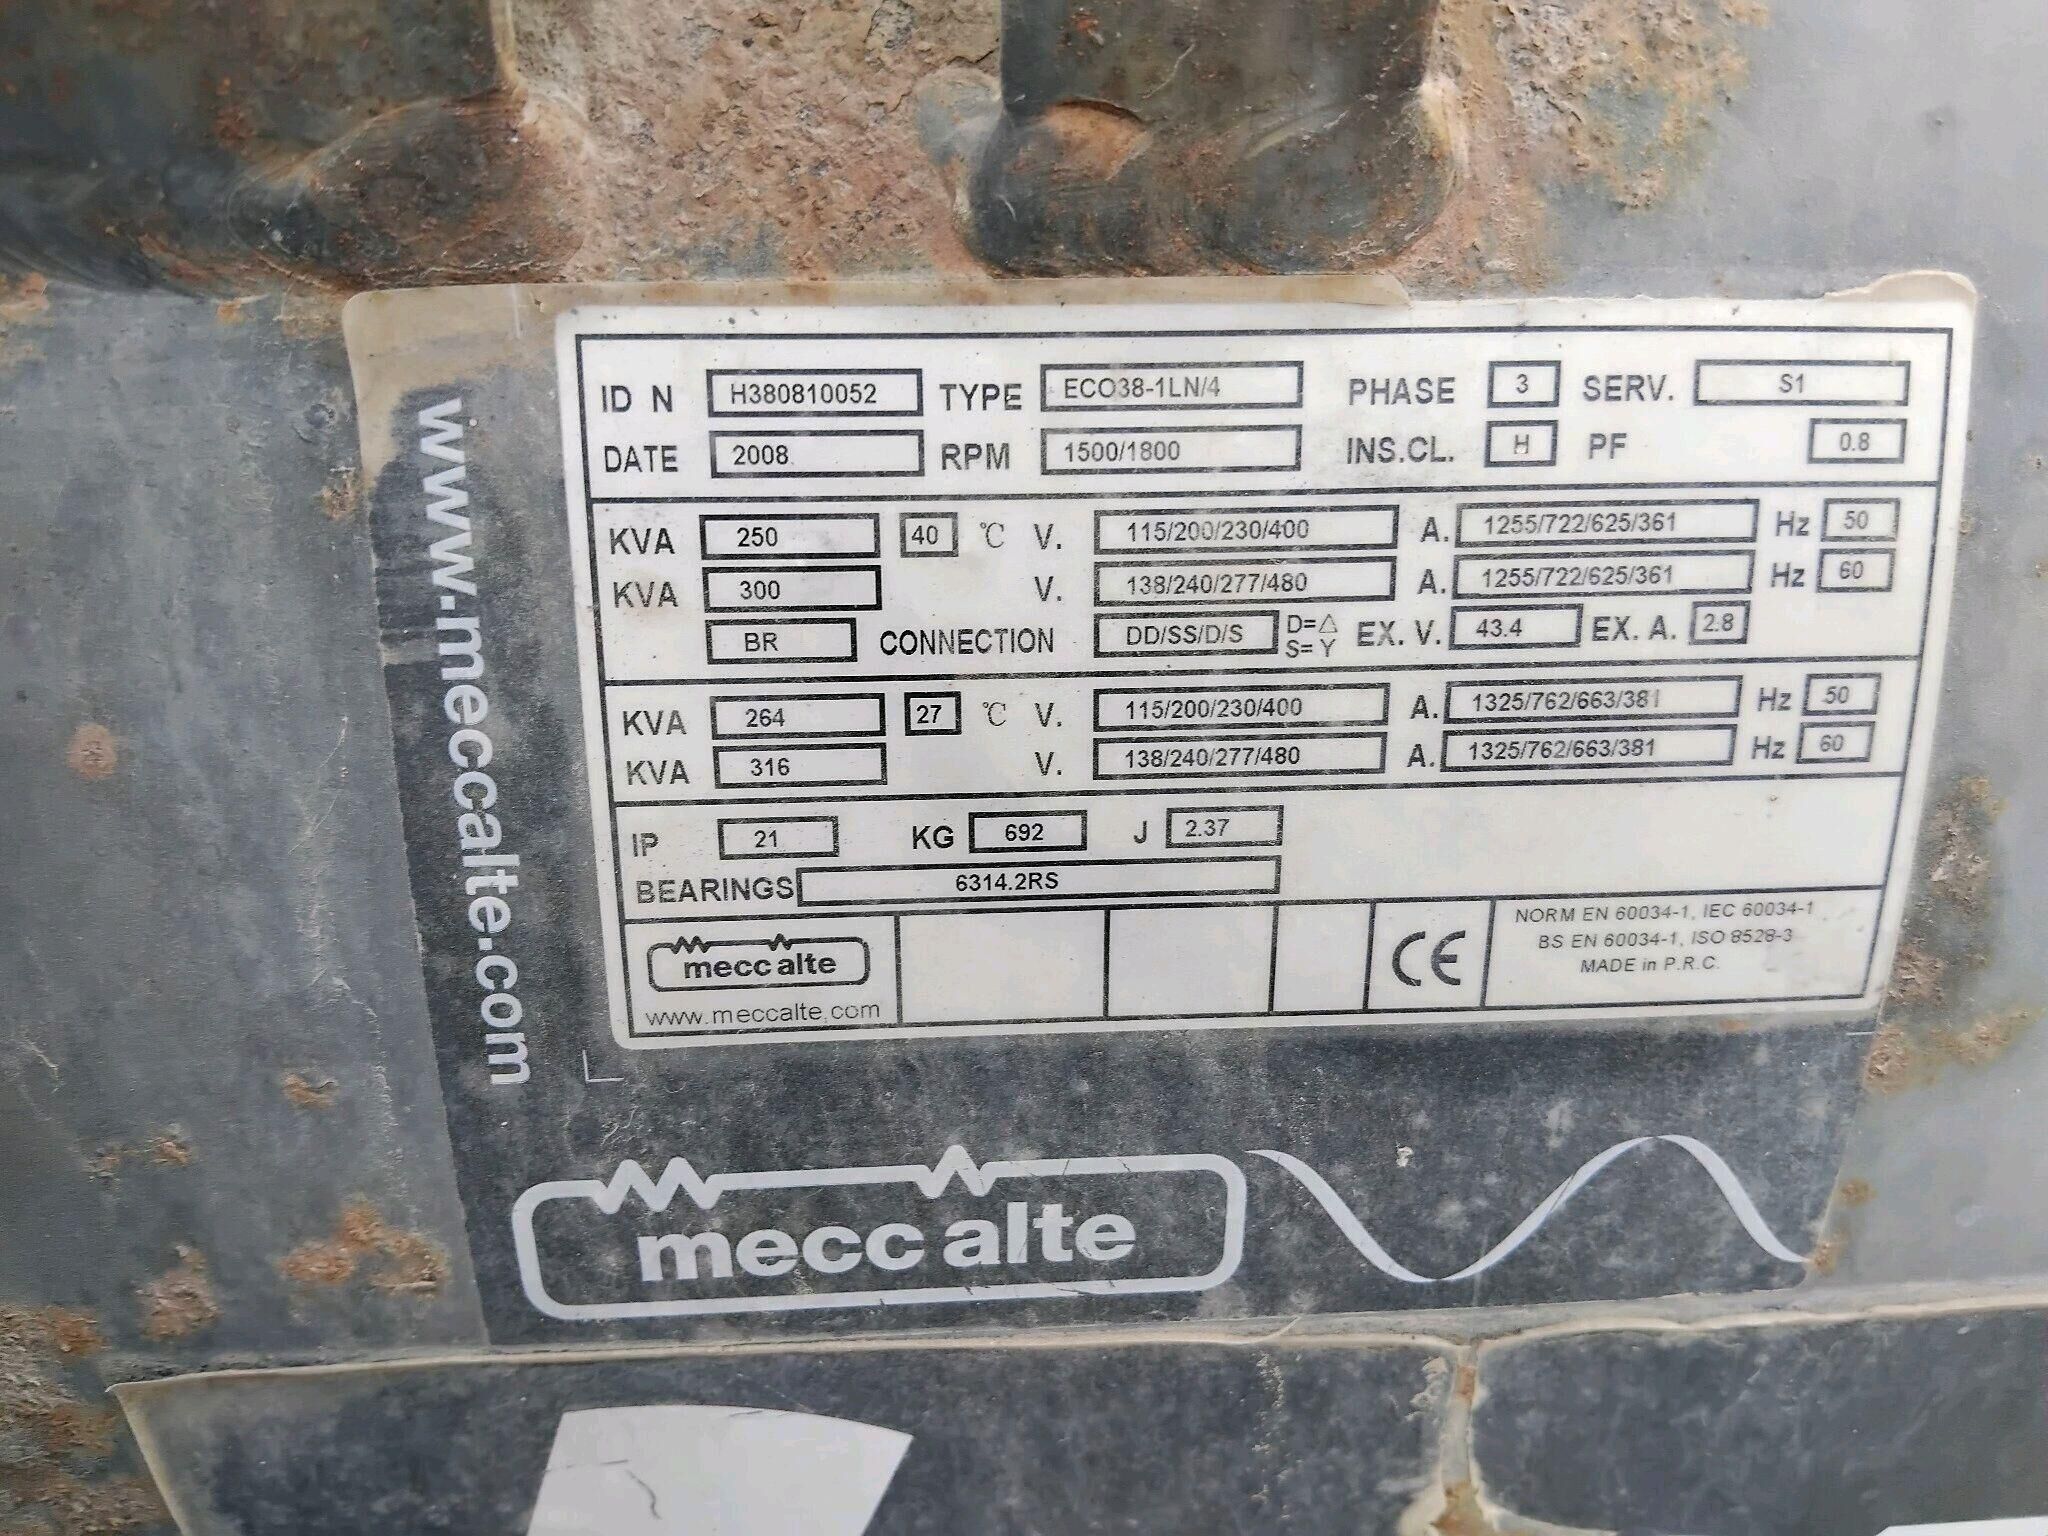 ID N H380810052 TYPE ECO38-1LN/4 PHASE 3 SERV. S1
DATE 2008 RPM 1500/1800 INS.CL. H PF 0.8
KVA 250 40 ℃ V. 115/200/230/400 A. 1255/722/625/361 Hz 50
KVA 300 V. 138/240/277/480 A. 1255/722/625/361 Hz 60
BR CONNECTION DD/SS/D/S D=△ S=Y EX. V. 43.4 EX. A. 2.8
KVA 264 27 ℃ V. 115/200/230/400 A. 1325/762/663/381 Hz 50
KVA 316 V. 138/240/277/480 A. 1325/762/663/381 Hz 60
IP 21 KG 692 J 2.37
BEARINGS 6314.2RS
mecc alte
www.meccalte.com
CE
NORM EN 60034-1, IEC 60034-1
BS EN 60034-1, ISO 8528-3
MADE in P.R.C.
www.meccalte.com
mecc alte